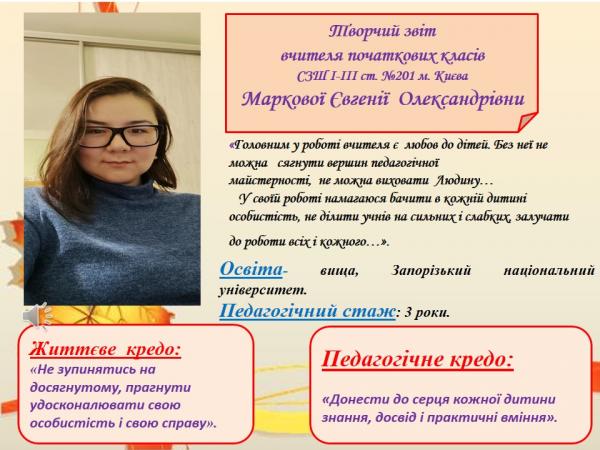 Творчий звіт
вчителя початкових класів
СЗШ І-ІІІ ст. №201 м. Києва
Маркової Євгенії Олександрівни
«Головним у роботі вчителя є любов до дітей. Без неї не
можна сягнути вершин педагогічної
майстерності, не можна виховати Людину…
У своїй роботі намагаюся бачити в кожній дитині
особистість, не ділити учнів на сильних і слабких, залучати
до роботи всіх і кожного…».
Освіта- вища, Запорізький національний
університет.
Педагогічний стаж: 3 роки.
Життєве кредо:
«Не зупинятись на
досягнутому, прагнути
удосконалювати свою
особистість і свою справу».
Педагогічне кредо:
«Донести до серця кожної дитини
знання, досвід і практичні вміння».